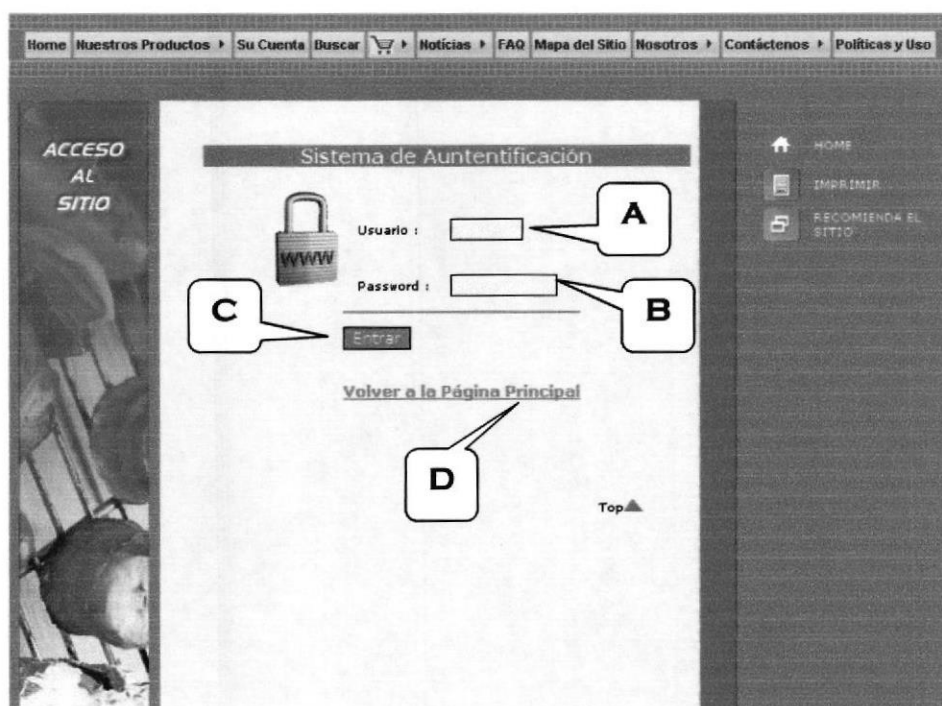 Home Nuestros Productos Su Cuenta Buscar Noticias FAQ Mapa del Sitio Nosotros Contáctenos Políticas y Uso
ACCESO
AL
SITIO
Sistema de Auntentificación
WWW
Usuario :
A
Password :
B
C
Entrar
Volver a la Página Principal
D
Top
HOME
IMPRIMIR
RECOMIENDA EL
SITIO